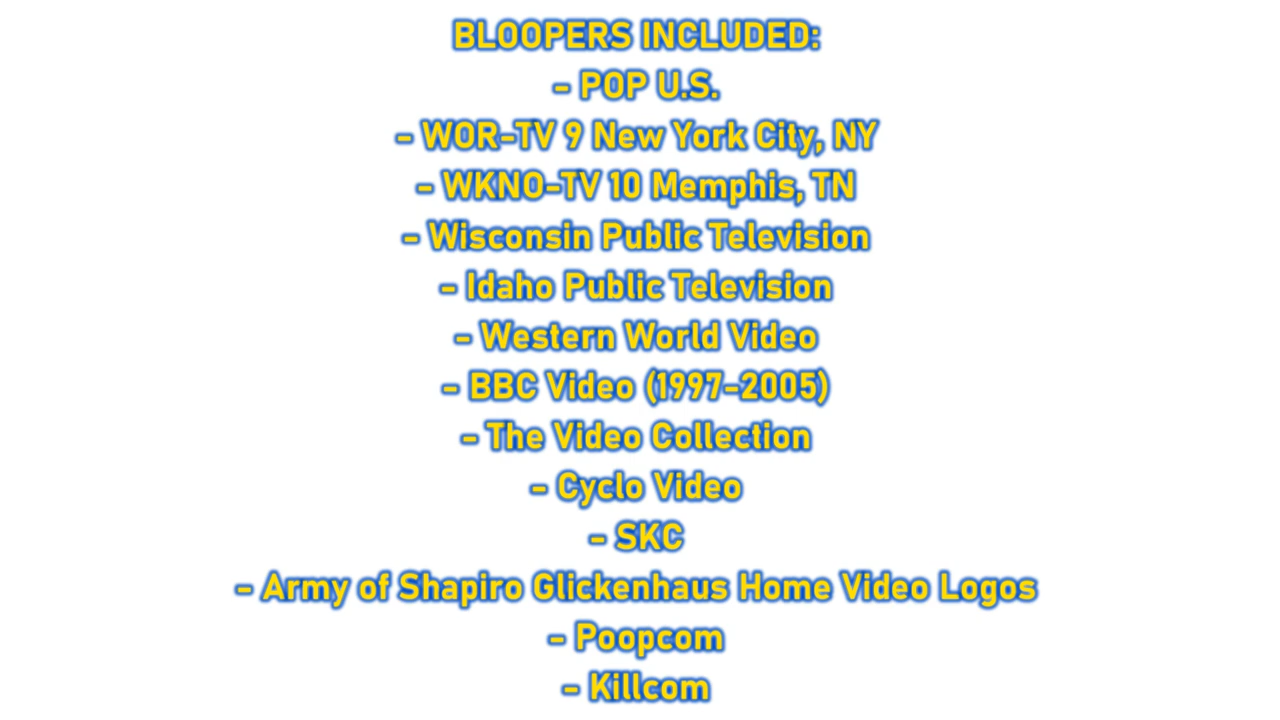 BLOOPERS INCLUDED:
- POP U.S.
- WOR-TV 9 New York City, NY
- WKNO-TV 10 Memphis, TN
- Wisconsin Public Television
- Idaho Public Television
- Western World Video
- BBC Video (1997-2005)
- The Video Collection
- Cyclo Video
- SKC
- Army of Shapiro Glickenhaus Home Video Logos
- Poopcom
- Killcom